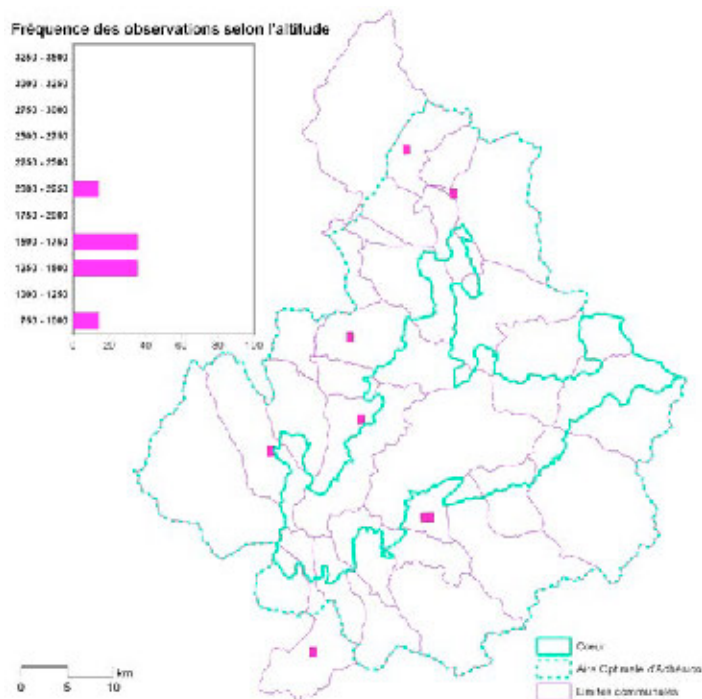 Fréquence des observations selon l'altitude
3250 - 3500
3000 - 3250
2750 - 3000
2500 - 2750
2250 - 2500
2000 - 2250
1750 - 2000
1500 - 1750
1250 - 1500
1000 - 1250
750 - 1000
0 20 40 60 80 100
0 5 10 km
Coeur
Aire Optimale d'Adhésion
Limites communales